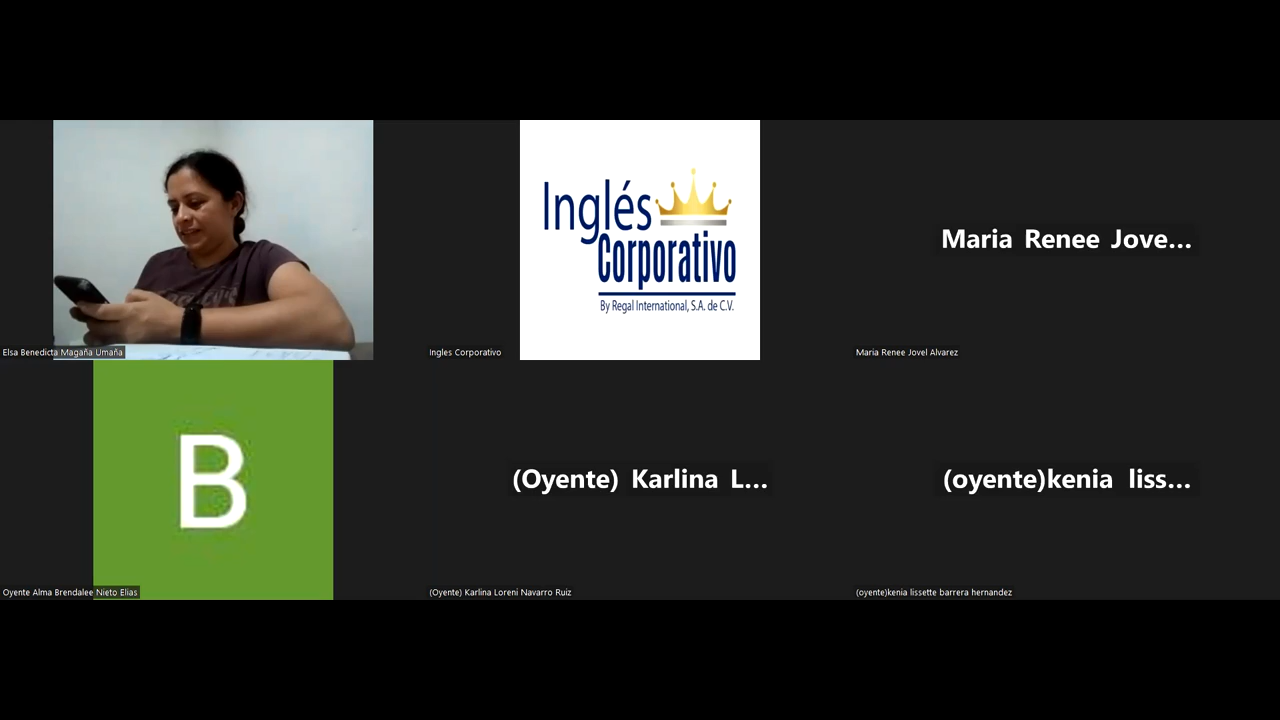 Inglés
Corporativo
By Regal International, S.A. de C.V.
Maria Renee Jove...
Elsa Benedicta Magaña Umaña
Ingles Corporativo
Maria Renee Jovel Alvarez
B
(Oyente) Karlina L...
(oyente)kenia liss...
Oyente Alma Brendalee Nieto Elias
(Oyente) Karlina Loreni Navarro Ruiz
(oyente)kenia lissette barrera hernandez